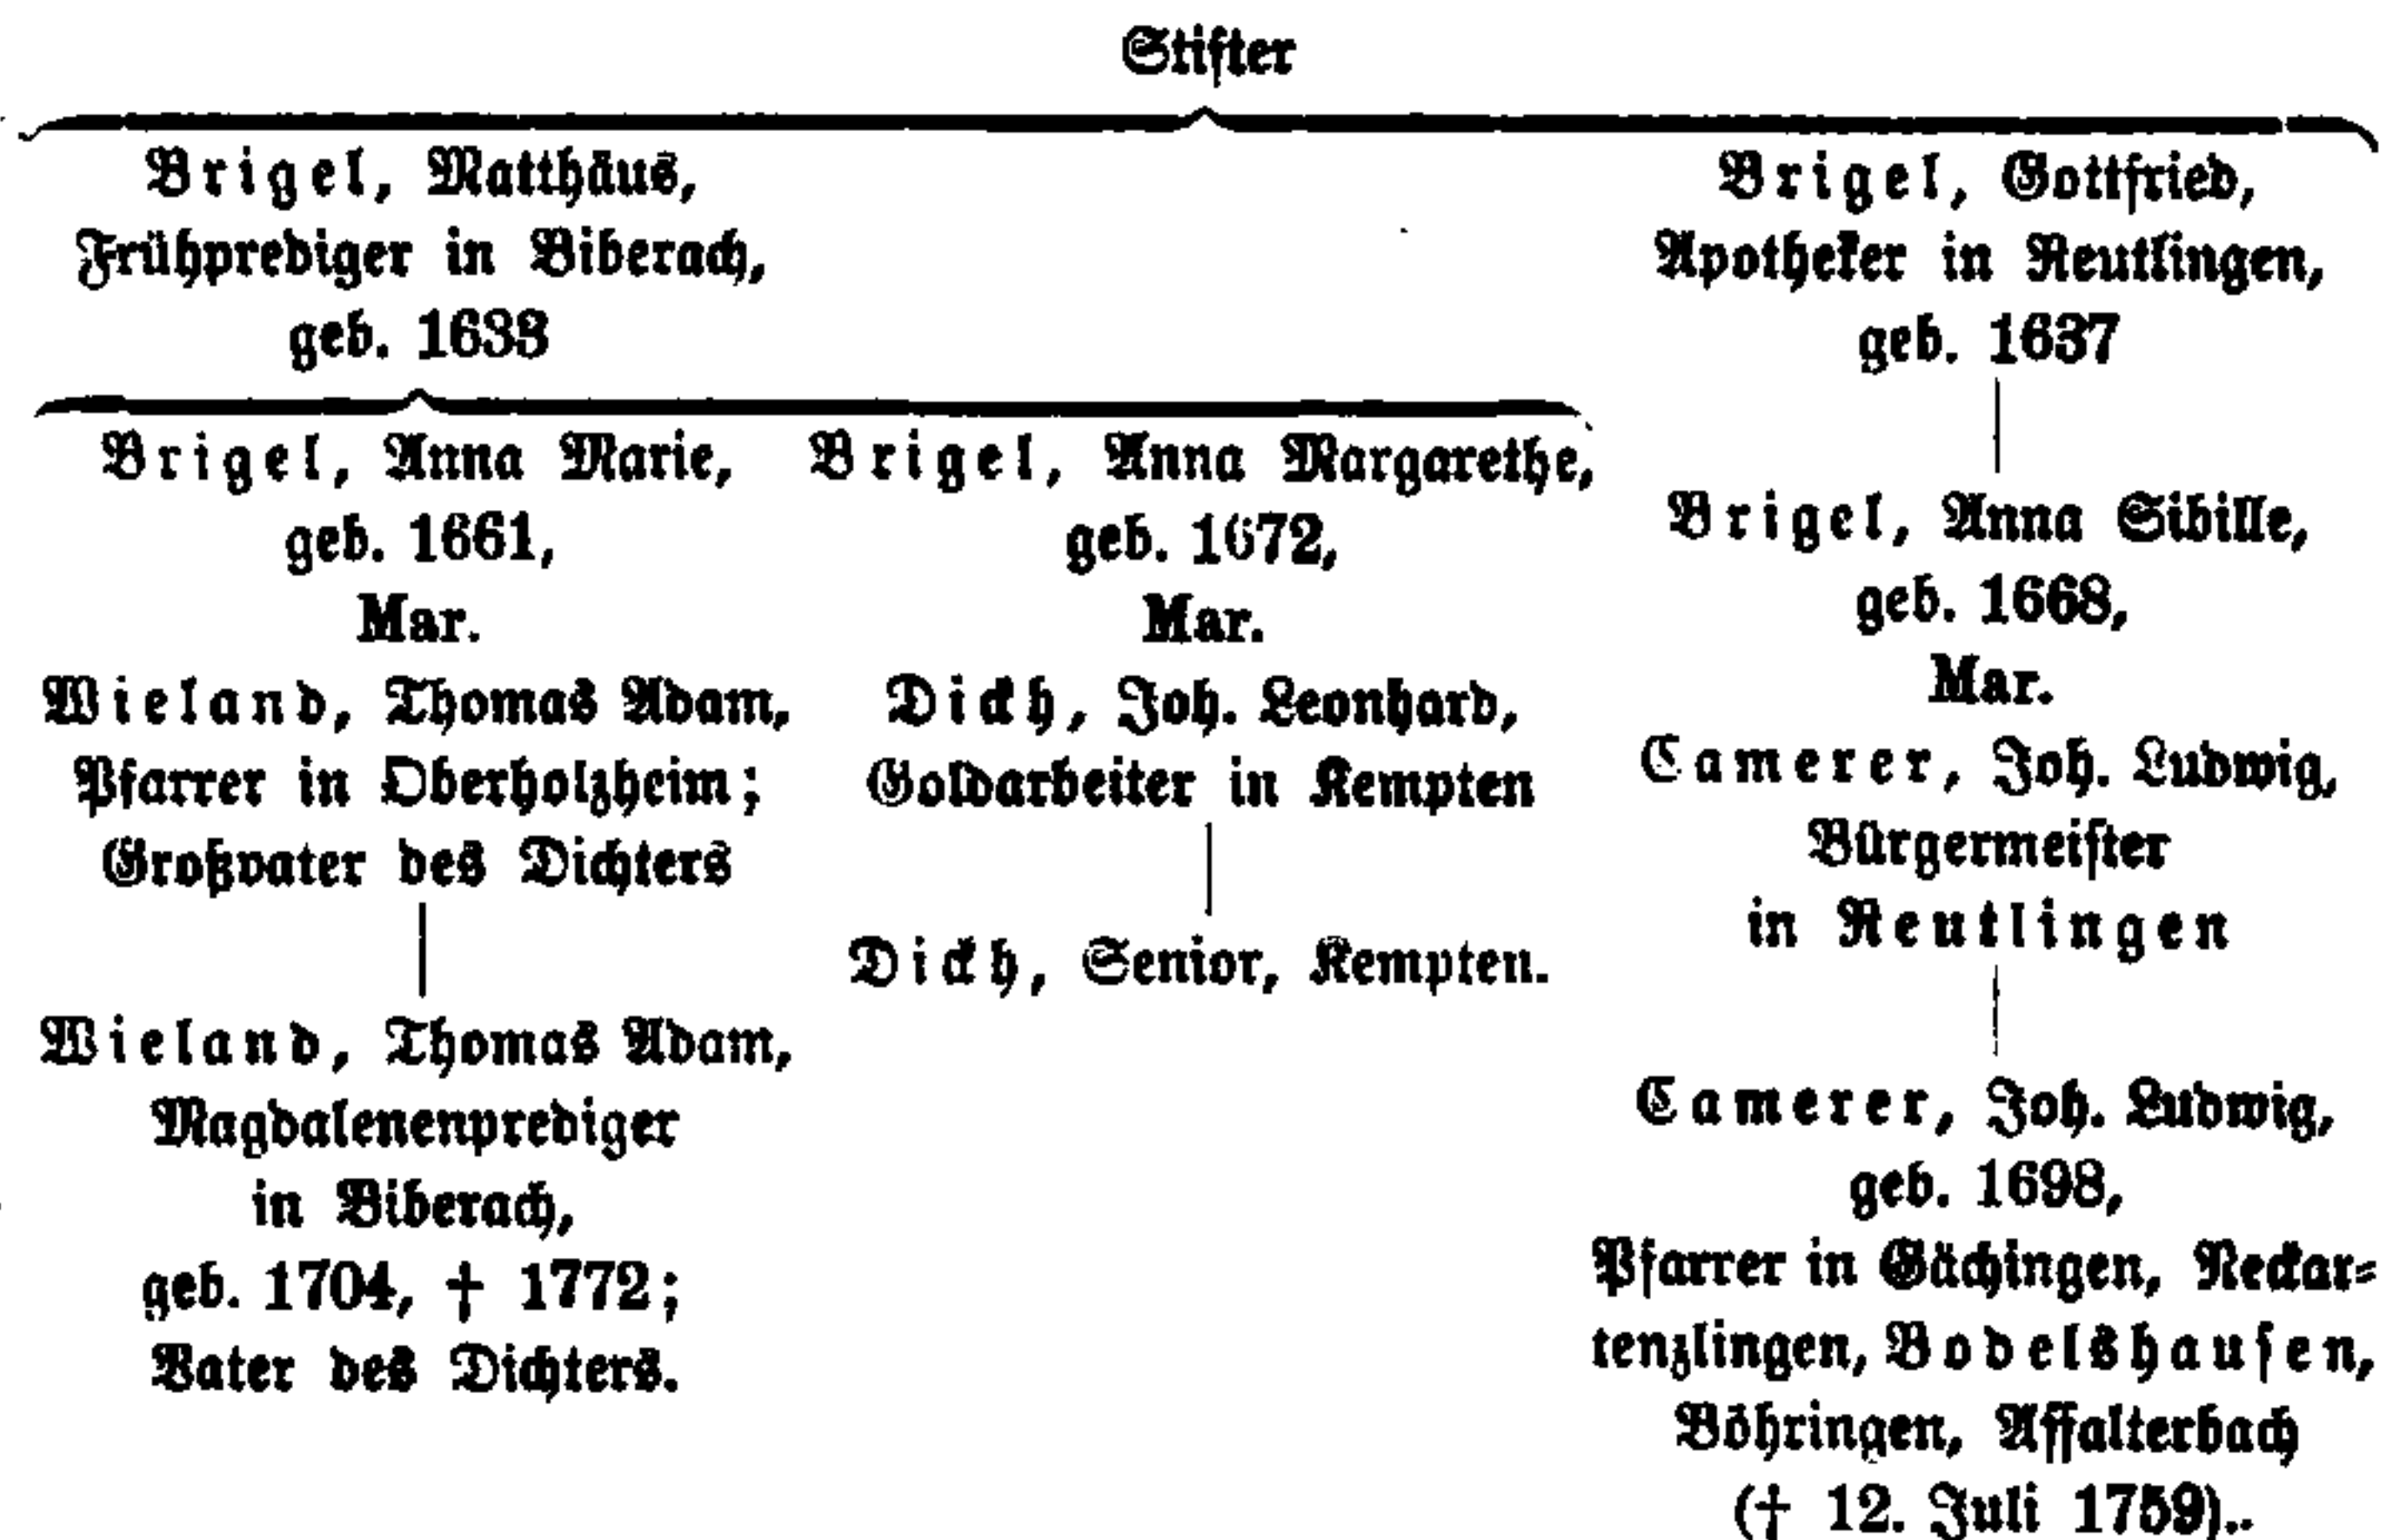 Stifter
Brigel, Matthäus,
Frühprediger in Biberach,
geb. 1633
Brigel, Gottfried,
Apotheker in Reutlingen,
geb. 1637
Brigel, Anna Marie,
geb. 1661,
Mar.
Wieland, Thomas Adam,
Pfarrer in Oberholzheim;
Großvater des Dichters
Wieland, Thomas Adam,
Magdalenenprediger
in Biberach,
geb. 1704, † 1772;
Vater des Dichters.
Brigel, Anna Margarethe,
geb. 1672,
Mar.
Dickh, Joh. Leonhard,
Goldarbeiter in Kempten
Dickh, Senior, Kempten.
Brigel, Anna Sibille,
geb. 1668,
Mar.
Camerer, Joh. Ludwig,
Bürgermeister
in Reutlingen
Camerer, Joh. Ludwig,
geb. 1698,
Pfarrer in Gächingen, Neckar-
tenzlingen, Bodelshausen,
Böhringen, Affalterbach
(† 12. Juli 1759)..